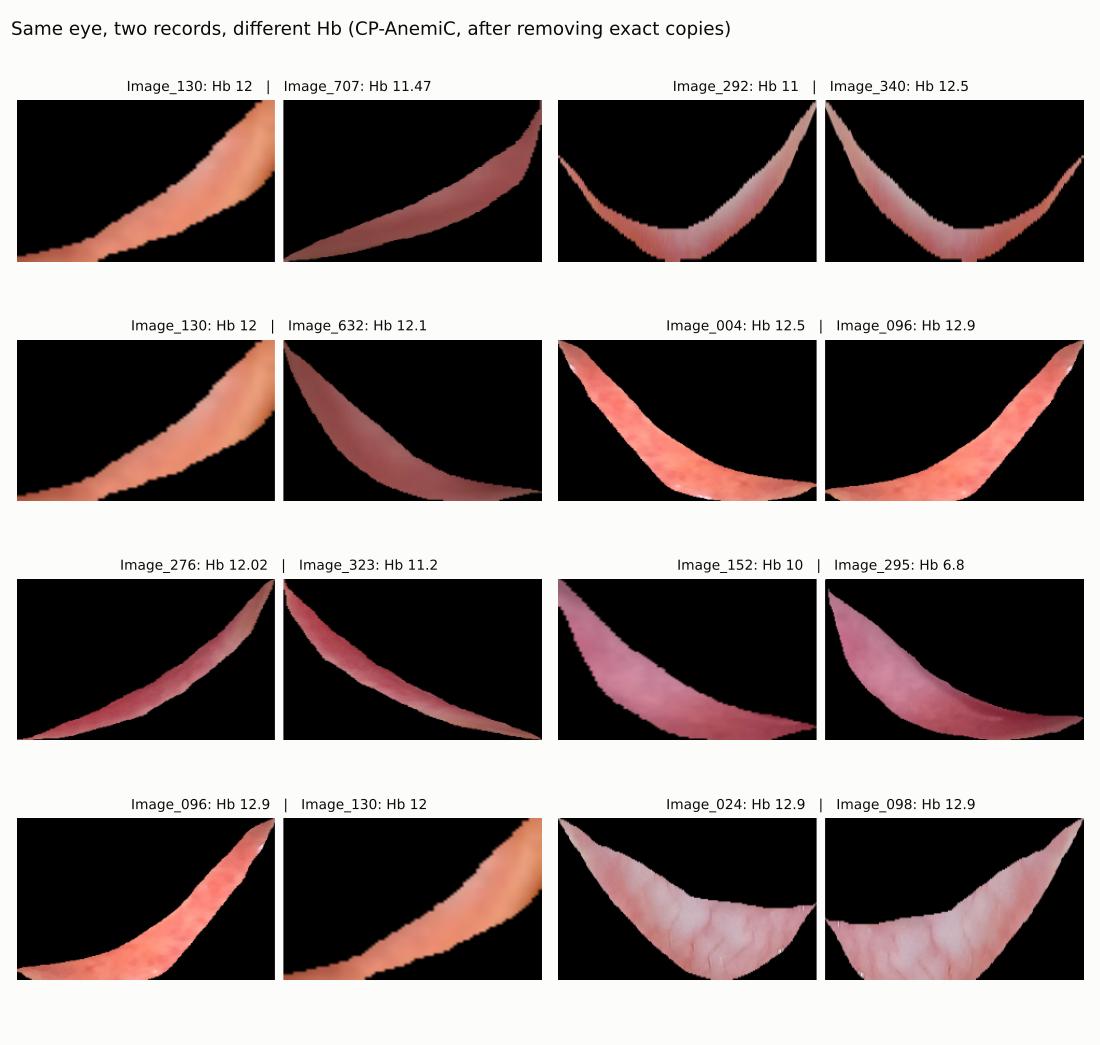 Same eye, two records, different Hb (CP-AnemiC, after removing exact copies)
Image_130: Hb 12 | Image_707: Hb 11.47
Image_292: Hb 11 | Image_340: Hb 12.5
Image_130: Hb 12 | Image_632: Hb 12.1
Image_004: Hb 12.5 | Image_096: Hb 12.9
Image_276: Hb 12.02 | Image_323: Hb 11.2
Image_152: Hb 10 | Image_295: Hb 6.8
Image_096: Hb 12.9 | Image_130: Hb 12
Image_024: Hb 12.9 | Image_098: Hb 12.9